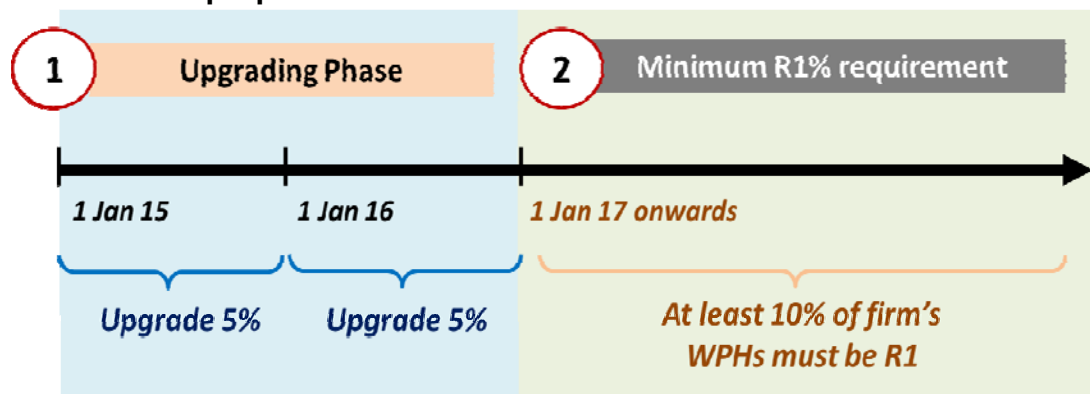 1
Upgrading Phase
2
Minimum R1% requirement
1 Jan 15
1 Jan 16
1 Jan 17 onwards
Upgrade 5%
Upgrade 5%
At least 10% of firm's
WPHs must be R1